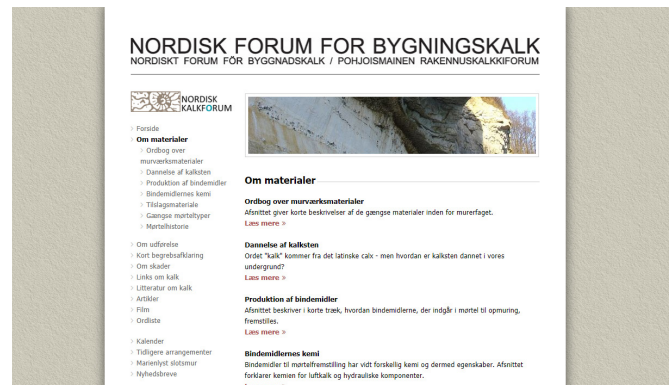 NORDISK FORUM FOR BYGNINGSKALK
NORDISKT FORUM FÖR BYGGNADSKALK / POHJOISMAINEN RAKENNUSKALKKIFORUM
NORDISK
KALKFORUM
Forside
Om materialer
Ordbog over
murværksmaterialer
Dannelse af kalksten
Produktion af bindemidler
Bindemidlernes kemi
Tilslagsmateriale
Gængse mørteltyper
Mørtelhistorie
Om udførelse
Kort begrebsafklaring
Om skader
Links om kalk
Litteratur om kalk
Artikler
Film
Ordliste
Kalender
Tidligere arrangementer
Marienlyst slotsmur
Nyhedsbreve
Om materialer
Ordbog over murværksmaterialer
Afsnittet giver korte beskrivelser af de gængse materialer inden for murerfaget.
Læs mere »
Dannelse af kalksten
Ordet "kalk" kommer fra det latinske calx - men hvordan er kalksten dannet i vores
undergrund?
Læs mere »
Produktion af bindemidler
Afsnittet beskriver i korte træk, hvordan bindemidlerne, der indgår i mørtel til opmuring,
fremstilles.
Læs mere »
Bindemidlernes kemi
Bindemidler til mørtelfremstilling har vidt forskellig kemi og dermed egenskaber. Afsnittet
forklarer kemien for luftkalk og hydrauliske komponenter.